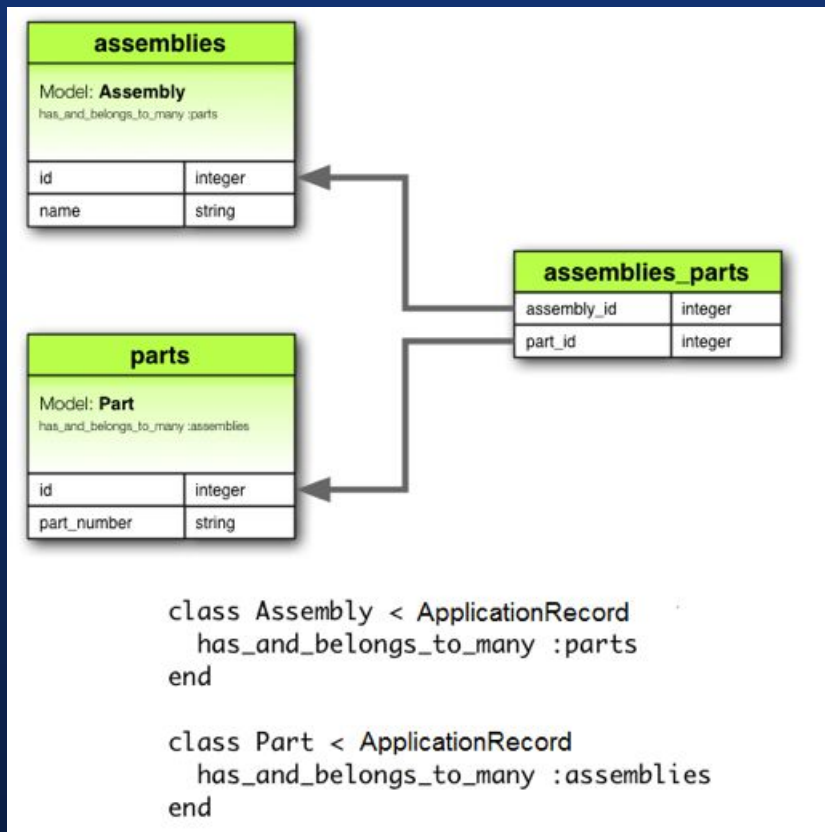 assemblies
Model: Assembly
has_and_belongs_to_many :parts
id integer
name string
assemblies_parts
assembly_id integer
part_id integer
parts
Model: Part
has_and_belongs_to_many :assemblies
id integer
part_number string
class Assembly < ApplicationRecord
  has_and_belongs_to_many :parts
end
class Part < ApplicationRecord
  has_and_belongs_to_many :assemblies
end